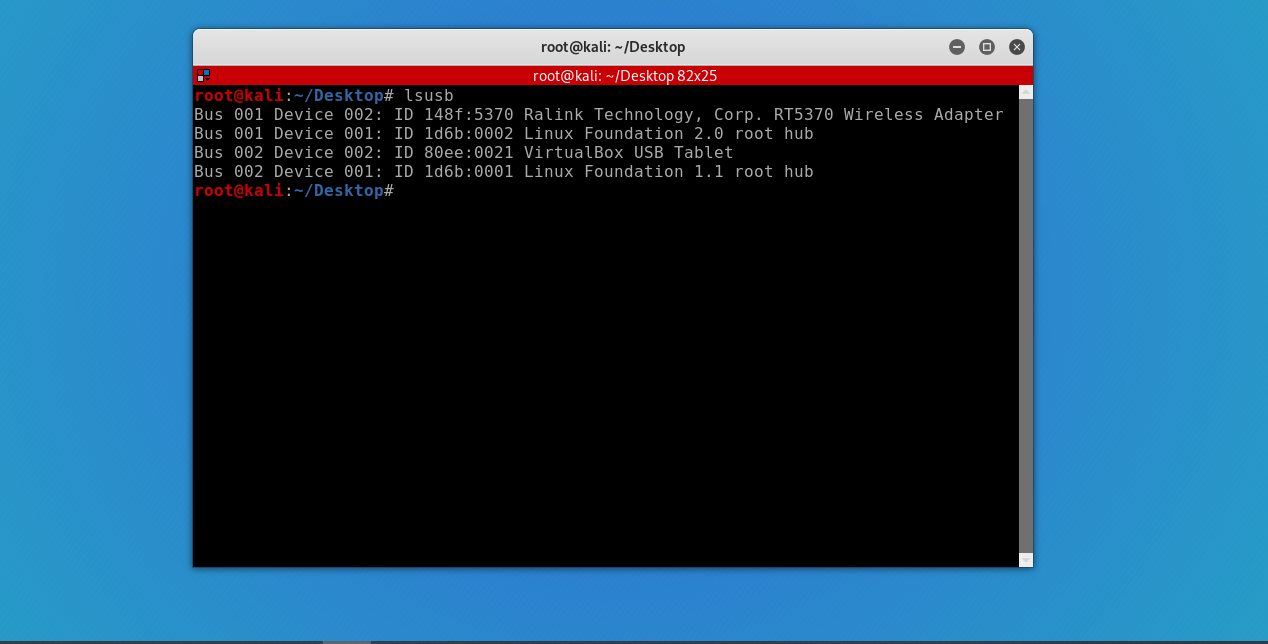 root@kali: ~/Desktop
root@kali: ~/Desktop 82x25
root@kali:~/Desktop# lsusb
Bus 001 Device 002: ID 148f:5370 Ralink Technology, Corp. RT5370 Wireless Adapter
Bus 001 Device 001: ID 1d6b:0002 Linux Foundation 2.0 root hub
Bus 002 Device 002: ID 80ee:0021 VirtualBox USB Tablet
Bus 002 Device 001: ID 1d6b:0001 Linux Foundation 1.1 root hub
root@kali:~/Desktop#